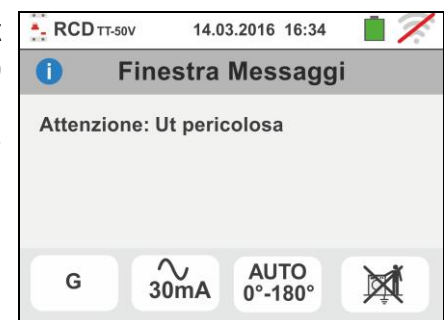 RCD TT-50V 14.03.2016 16:34
i Finestra Messaggi
Attenzione: Ut pericolosa
G 30mA AUTO 0°-180°